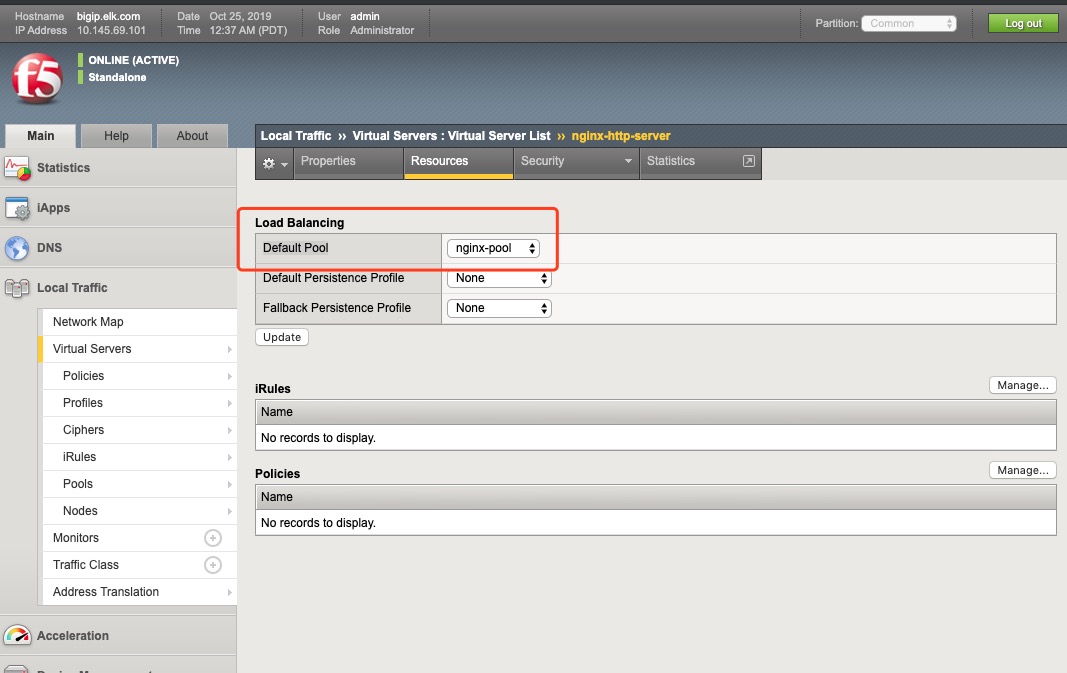 Hostname bigip.elk.com Date Oct 25, 2019 User admin
IP Address 10.145.69.101 Time 12:37 AM (PDT) Role Administrator
Partition: Common
Log out
f5
ONLINE (ACTIVE)
Standalone
Main Help About
Local Traffic ›› Virtual Servers : Virtual Server List ›› nginx-http-server
Properties Resources Security Statistics
Statistics
iApps
DNS
Local Traffic
Network Map
Virtual Servers
Policies
Profiles
Ciphers
iRules
Pools
Nodes
Monitors
Traffic Class
Address Translation
Acceleration
Load Balancing
Default Pool nginx-pool
Default Persistence Profile None
Fallback Persistence Profile None
Update
iRules Manage...
Name
No records to display.
Policies Manage...
Name
No records to display.